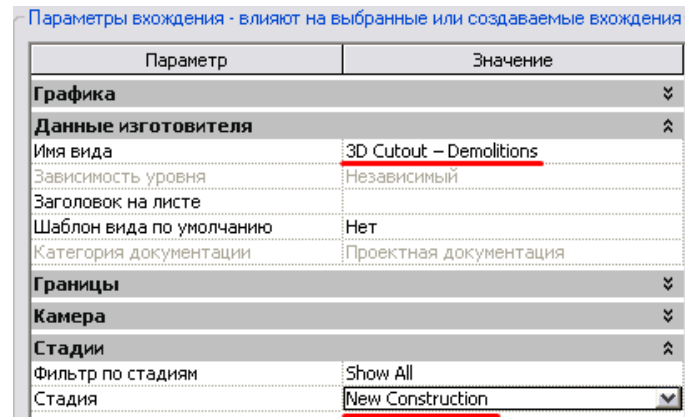 Параметры вхождения - влияют на выбранные или создаваемые вхождения
Параметр Значение
Графика
Данные изготовителя
Имя вида 3D Cutout – Demolitions
Зависимость уровня Независимый
Заголовок на листе
Шаблон вида по умолчанию Нет
Категория документации Проектная документация
Границы
Камера
Стадии
Фильтр по стадиям Show All
Стадия New Construction